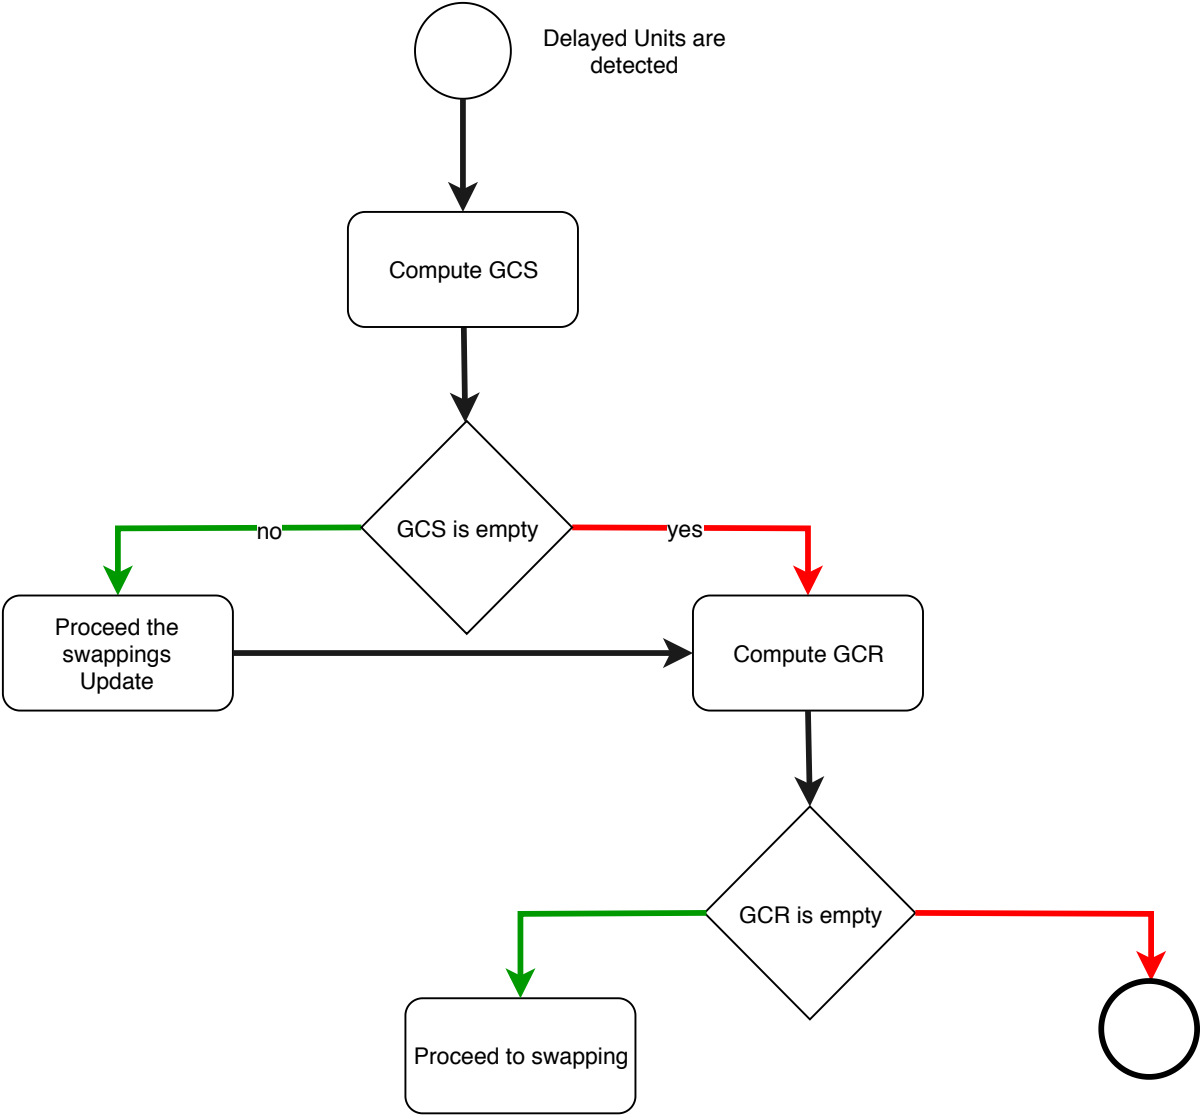 Delayed Units are
detected
Compute GCS
GCS is empty
no
yes
Proceed the
swappings
Update
Compute GCR
GCR is empty
Proceed to swapping